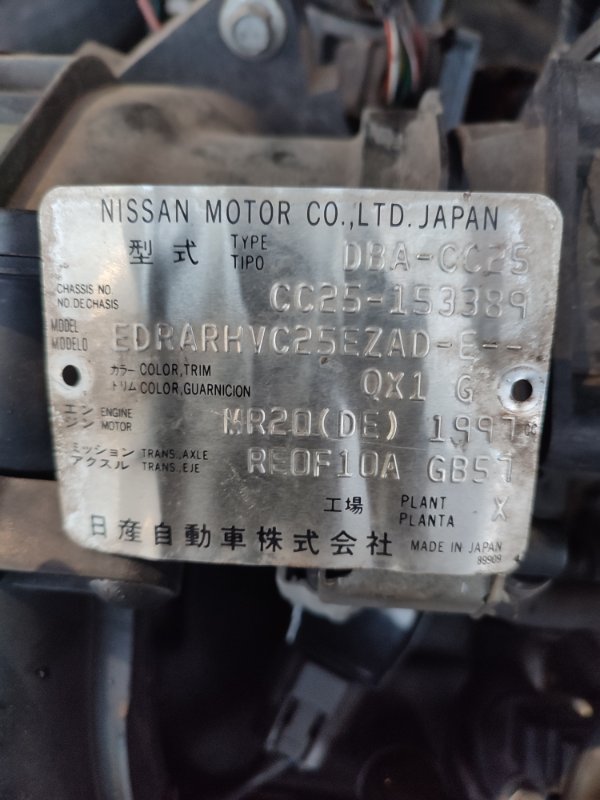 NISSAN MOTOR CO.,LTD. JAPAN
型式 TYPE TIPO DBA-CC25
CHASSIS NO. NO.DE CHASIS CC25-153389
MODEL MODELO EDRARHVC25EZAD-E--
カラー COLOR,TRIM トリム COLOR,GUARNICION QX1 G
エンジン ENGINE MOTOR MR20(DE) 1997cc
ミッション TRANS.,AXLE アクスル TRANS.,EJE RE0F10A GB57
工場 PLANT PLANTA X
日産自動車株式会社 MADE IN JAPAN
89909